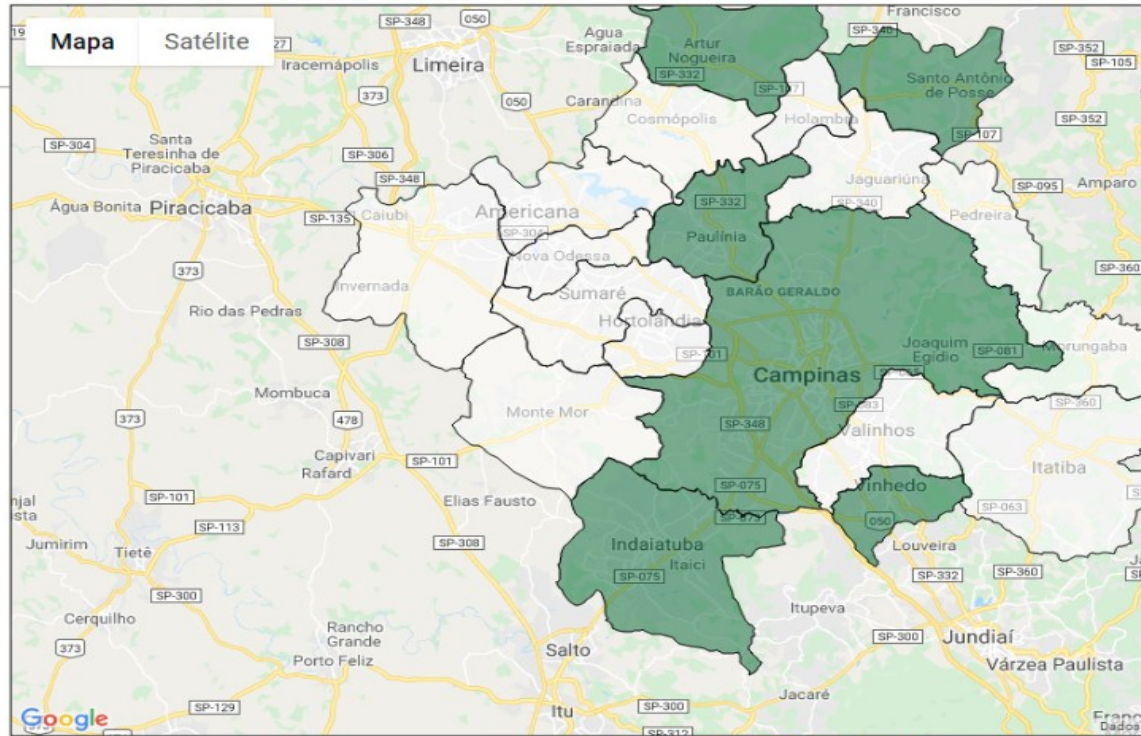 Mapa
Satélite
SP-348
050
Francisco
Agua
Espraiada
Artur
Nogueira
SP-340
SP-352
SP-105
Iracemápolis
Limeira
SP-332
Santo Antônio
de Posse
373
050
Carandina
SP-107
Cosmópolis
Holambra
SP-352
SP-304
Santa
Teresinha de
Piracicaba
SP-306
SP-107
SP-348
Jaguariúna
SP-095
Amparo
Água Bonita
Piracicaba
SP-135
Caiubi
Americana
SP-332
SP-340
Pedreira
SP-304
Paulínia
Nova Odessa
373
Invernada
Sumaré
BARÃO GERALDO
SP-360
Rio das Pedras
SP-308
Hortolândia
Joaquim
Egídio
SP-081
Morungaba
SP-101
Campinas
Mombuca
SP-360
373
478
Monte Mor
SP-348
Valinhos
Capivari
Rafard
SP-101
Itatiba
SP-101
Elias Fausto
SP-075
Vinhedo
SP-063
SP-113
SP-075
050
Jumirim
Tietê
SP-308
Indaiatuba
Itaici
Louveira
SP-300
SP-075
SP-332
SP-360
Cerquilho
Itupeva
Rancho
Grande
SP-300
Jundiaí
373
Porto Feliz
Salto
Várzea Paulista
Jacaré
SP-129
Itu
SP-300
Google
SP-312
Dados